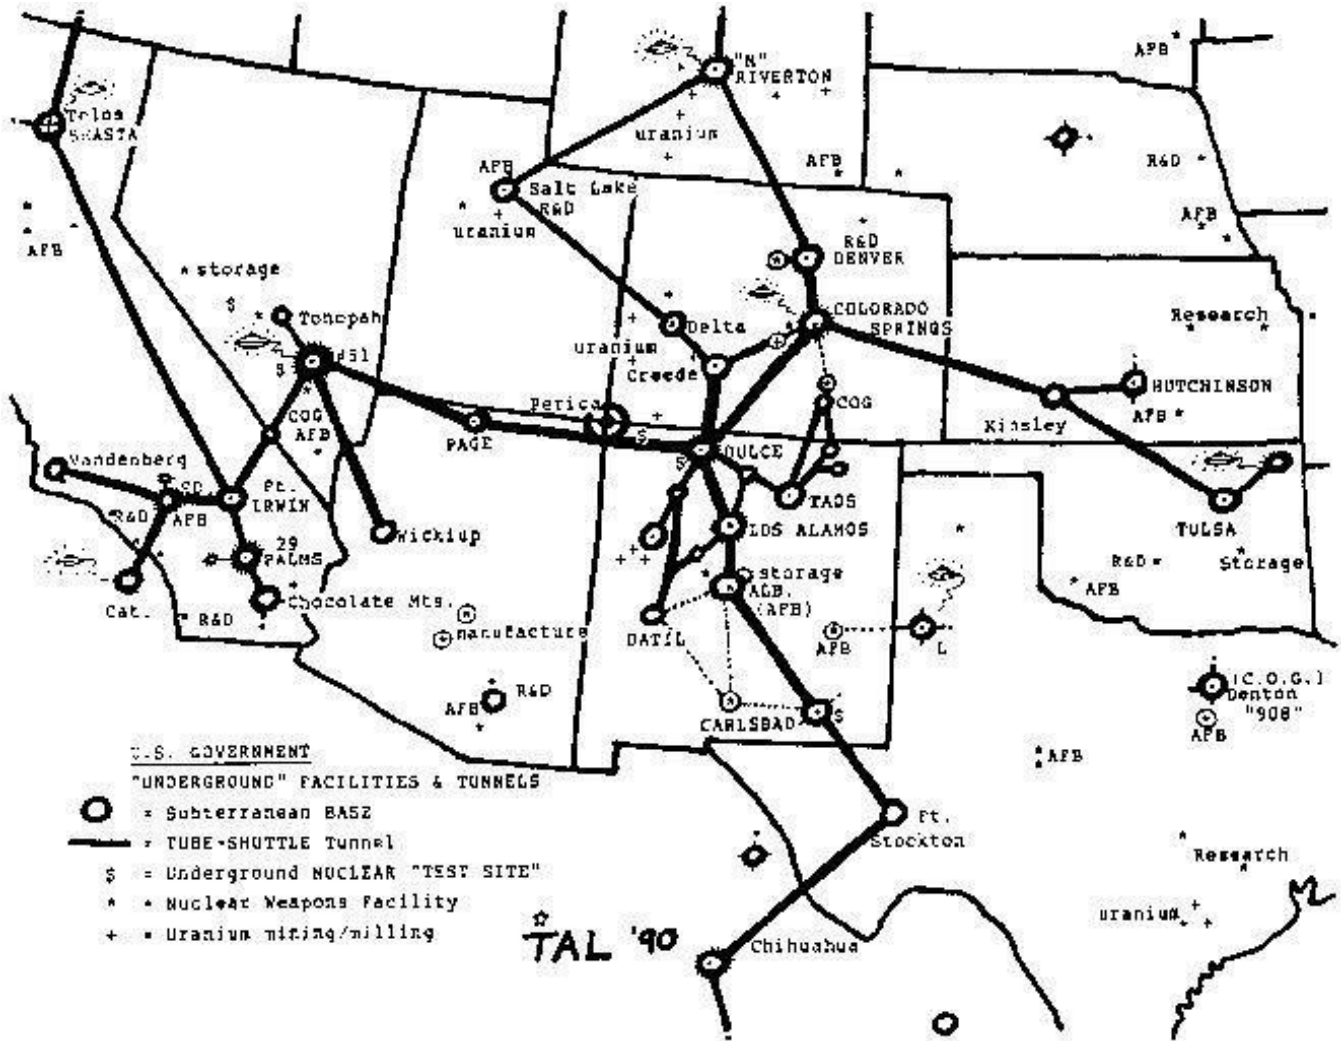 AFB
"N"
RIVERTON
Telos
SHASTA
uranium
AFB
AFB
R&D
Salt Lake
R&D
uranium
AFB
AFB
R&D
DENVER
storage
$
Tonopah
COLORADO
SPRINGS
Delta
uranium
Research
#51
$
Creede
HUTCHINSON
COG
AFB
Perica
COG
AFB
PAGE
$
Kinsley
DULCE
$
Vandenberg
Ft.
IRWIN
TAOS
R&D
AFB
Wickiup
LOS ALAMOS
TULSA
29
PALMS
storage
R&D
Storage
Cat.
Chocolate Mts.
ALB.
(AFB)
AFB
R&D
manufacture
DATIL
AFB
L
R&D
AFB
CARLSBAD
$
(C.O.G.)
Denton
"908"
AFB
U.S. GOVERNMENT
AFB
"UNDERGROUND" FACILITIES & TUNNELS
= Subterranean BASE
= TUBE-SHUTTLE Tunnel
Ft.
Stockton
$ = Underground NUCLEAR "TEST SITE"
Research
* = Nuclear Weapons Facility
uranium
+ = Uranium mining/milling
☆
TAL '90
Chihuahua